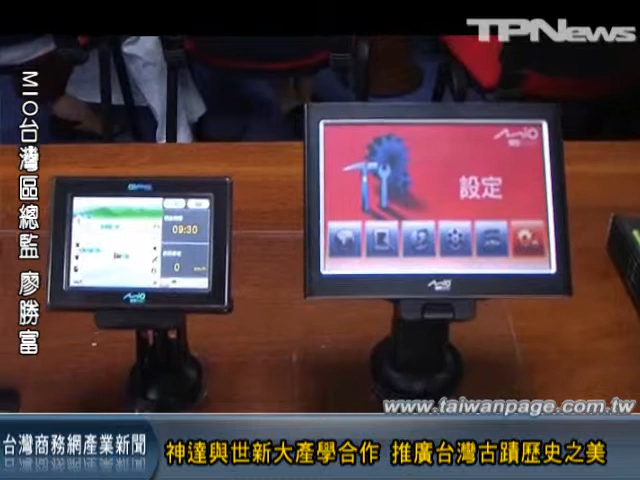 TPNews
MIO台灣區總監 廖勝富
Mio
設定
09:30
0
Mio
Mio
www.taiwanpage.com.tw
台灣商務網產業新聞
神達與世新大產學合作 推廣台灣古蹟歷史之美